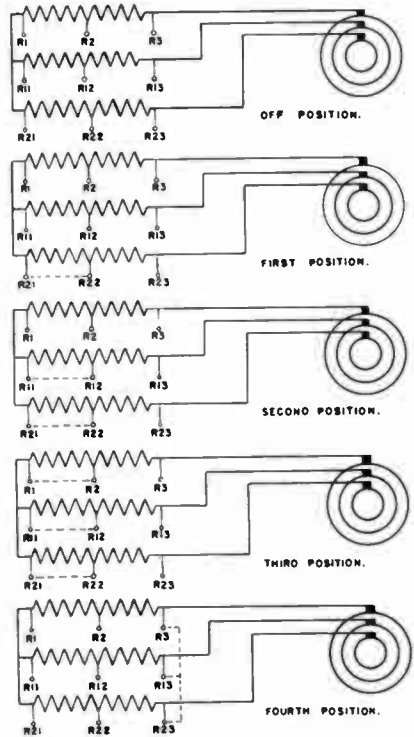 R1 R2 R3
R11 R12 R13
R21 R22 R23
OFF POSITION.
R1 R2 R3
R11 R12 R13
R21 R22 R23
FIRST POSITION.
R1 R2 R3
R11 R12 R13
R21 R22 R23
SECOND POSITION.
R1 R2 R3
R11 R12 R13
R21 R22 R23
THIRD POSITION.
R1 R2 R3
R11 R12 R13
R21 R22 R23
FOURTH POSITION.